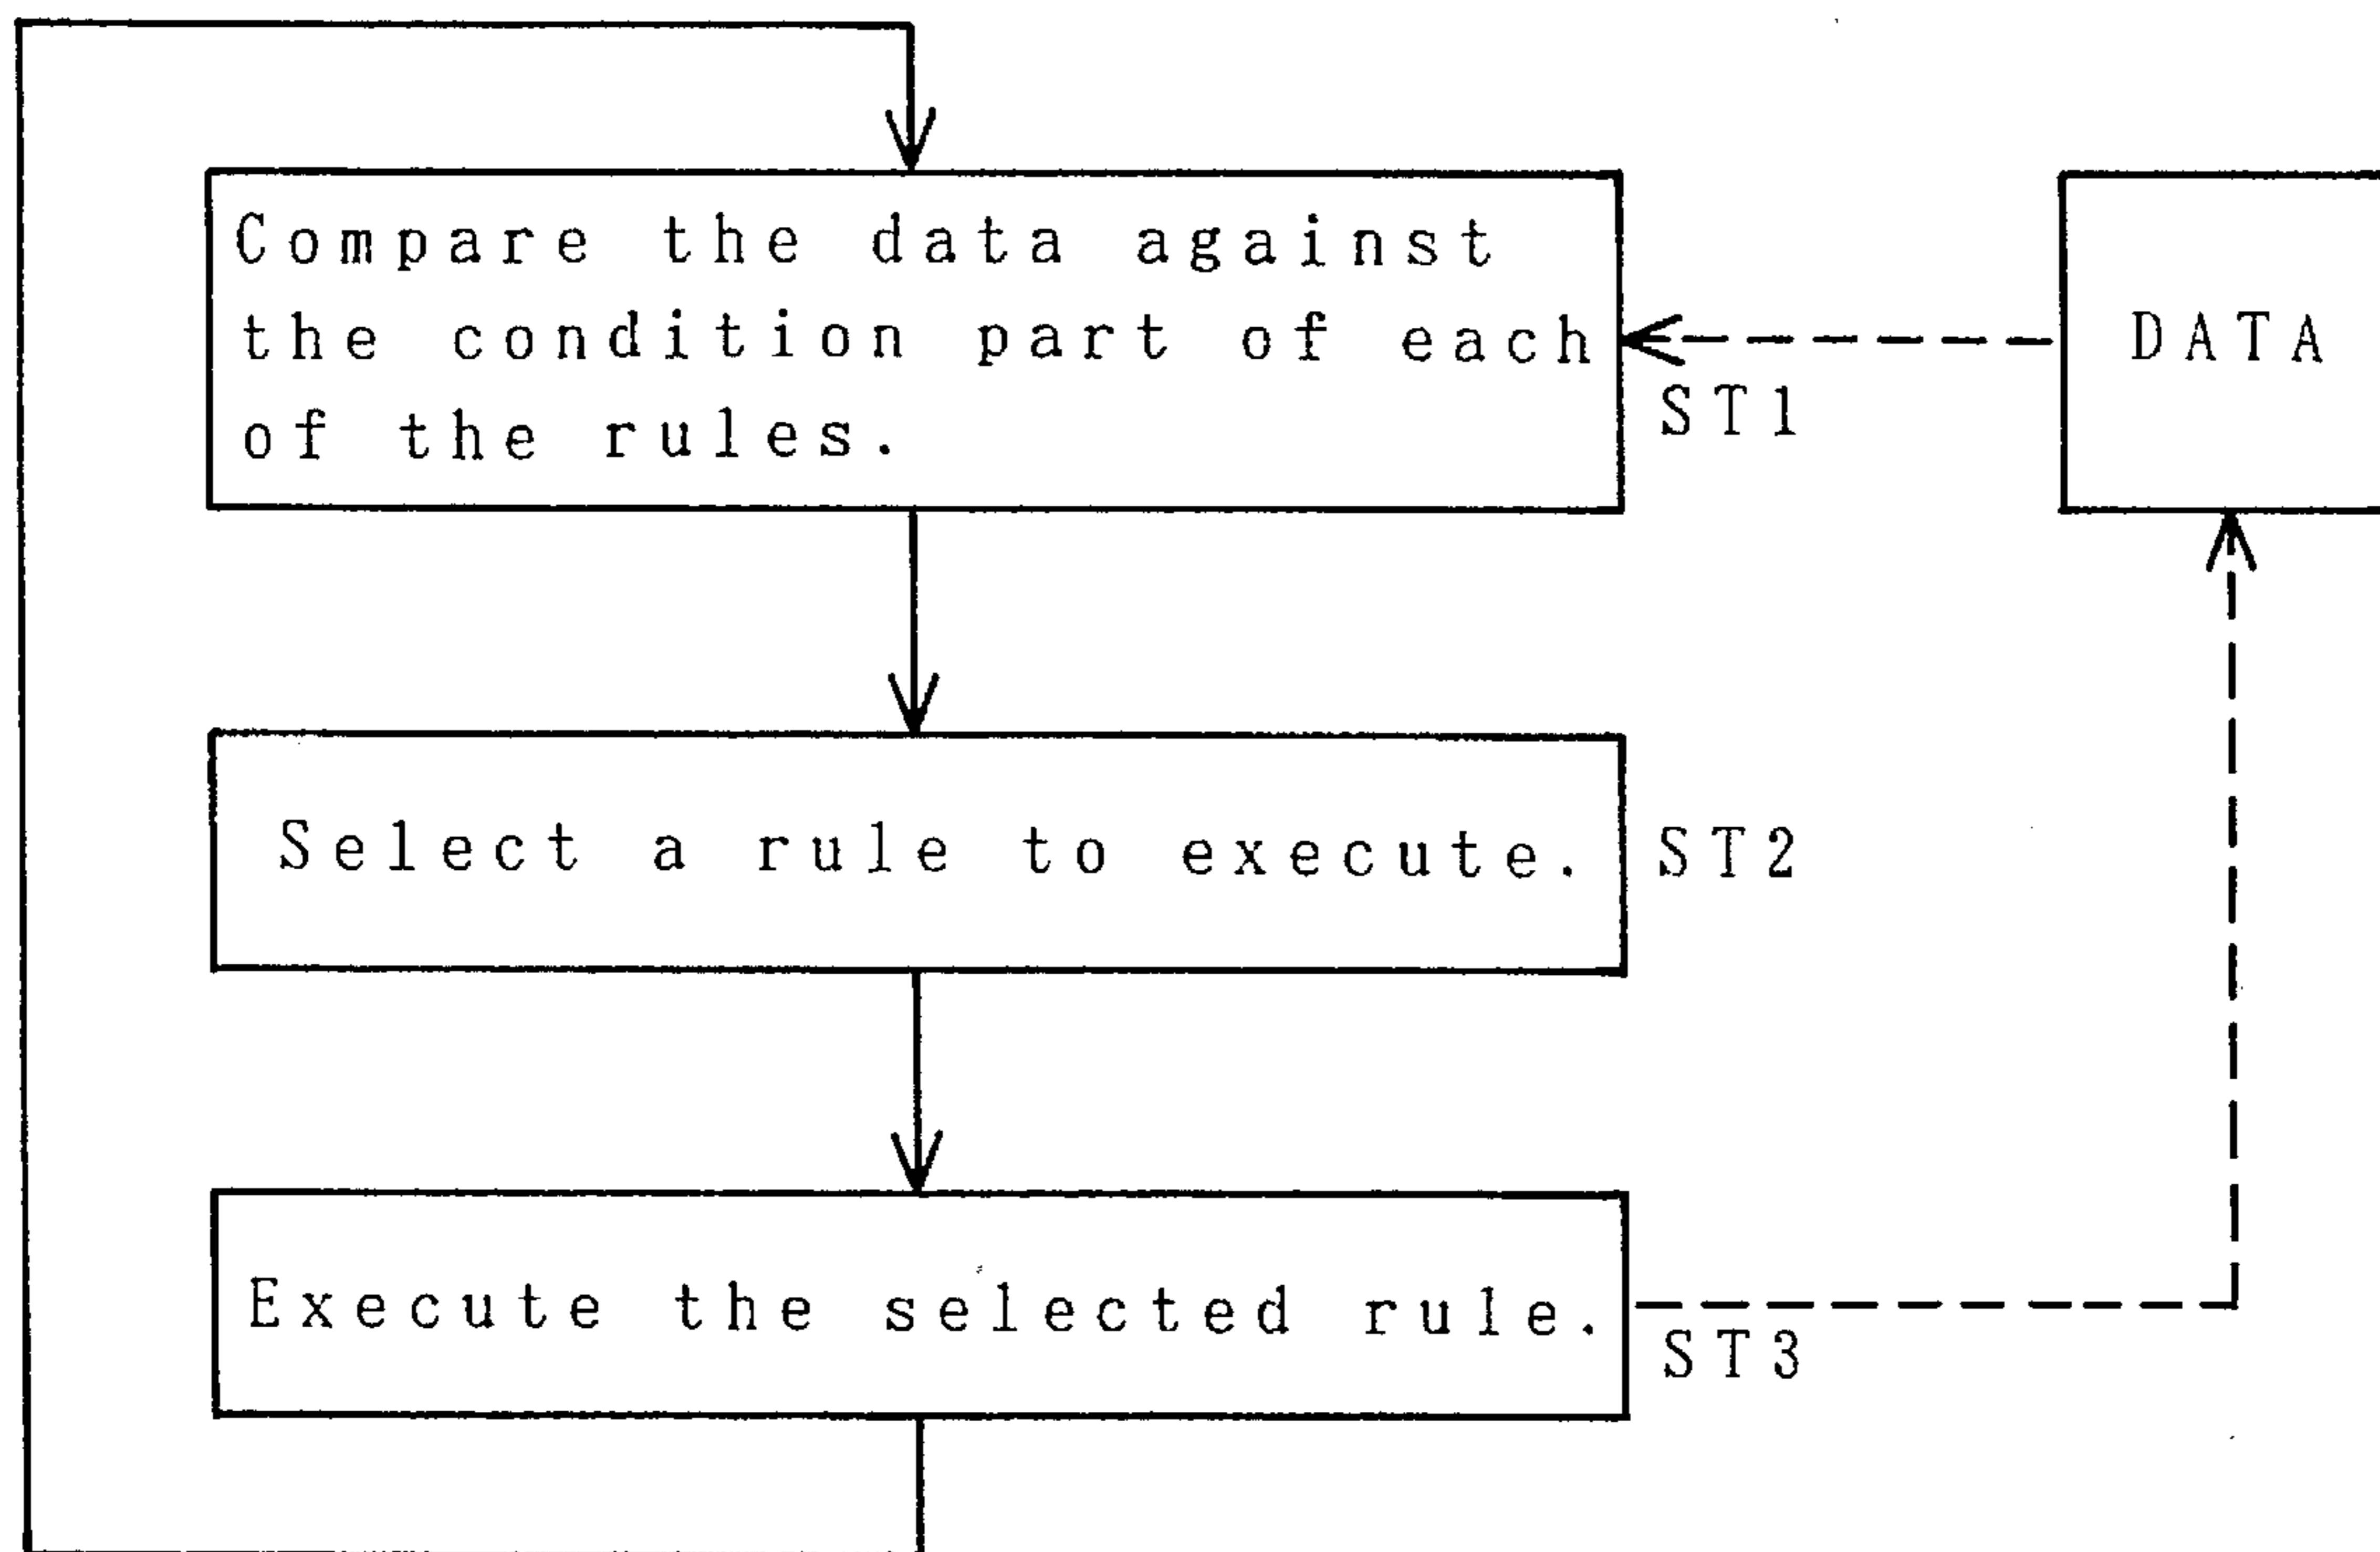 Compare the data against
the condition part of each
of the rules.
ST1
DATA
Select a rule to execute.
ST2
Execute the selected rule.
ST3